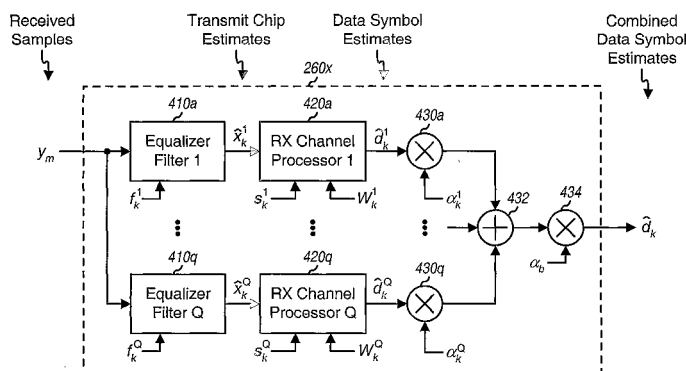 Received Samples
Transmit Chip Estimates
Data Symbol Estimates
Combined Data Symbol Estimates
260x
410a
420a
430a
y_m
Equalizer Filter 1
x̂_k^1
RX Channel Processor 1
d̂_k^1
f_k^1
s_k^1
W_k^1
α_k^1
432
434
410q
420q
430q
d̂_k
α_b
Equalizer Filter Q
x̂_k^Q
RX Channel Processor Q
d̂_k^Q
f_k^Q
s_k^Q
W_k^Q
α_k^Q